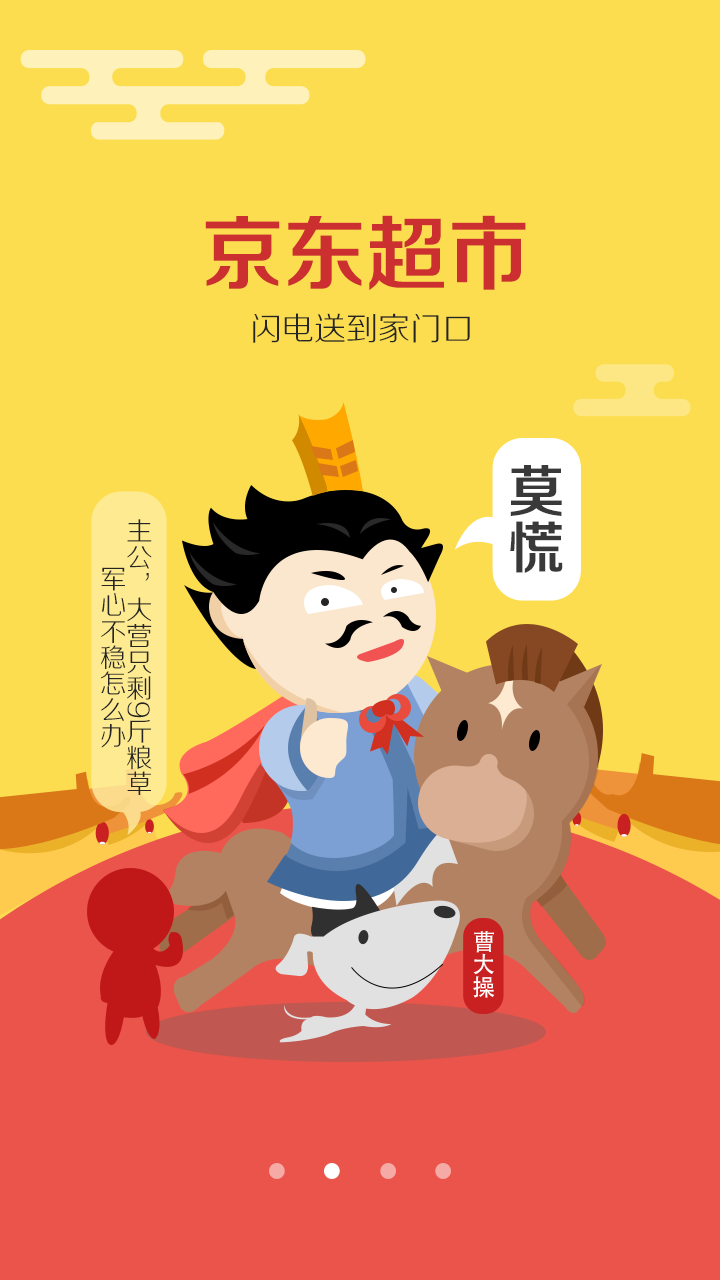 京东超市
闪电送到家门口
莫慌
主公，大营只剩9斤粮草
军心不稳怎么办
曹大操